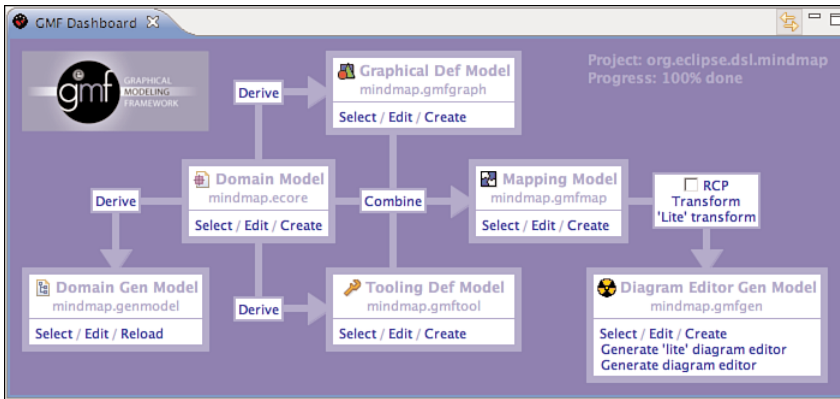 GMF Dashboard
e
gmf
GRAPHICAL
MODELING
FRAMEWORK
Project: org.eclipse.dsl.mindmap
Progress: 100% done
Graphical Def Model
mindmap.gmfgraph
Select / Edit / Create
Derive
Domain Model
mindmap.ecore
Select / Edit / Create
Derive
Combine
Mapping Model
mindmap.gmfmap
Select / Edit / Create
RCP
Transform
'Lite' transform
Domain Gen Model
mindmap.genmodel
Select / Edit / Reload
Derive
Tooling Def Model
mindmap.gmftool
Select / Edit / Create
Diagram Editor Gen Model
mindmap.gmfgen
Select / Edit / Create
Generate 'lite' diagram editor
Generate diagram editor